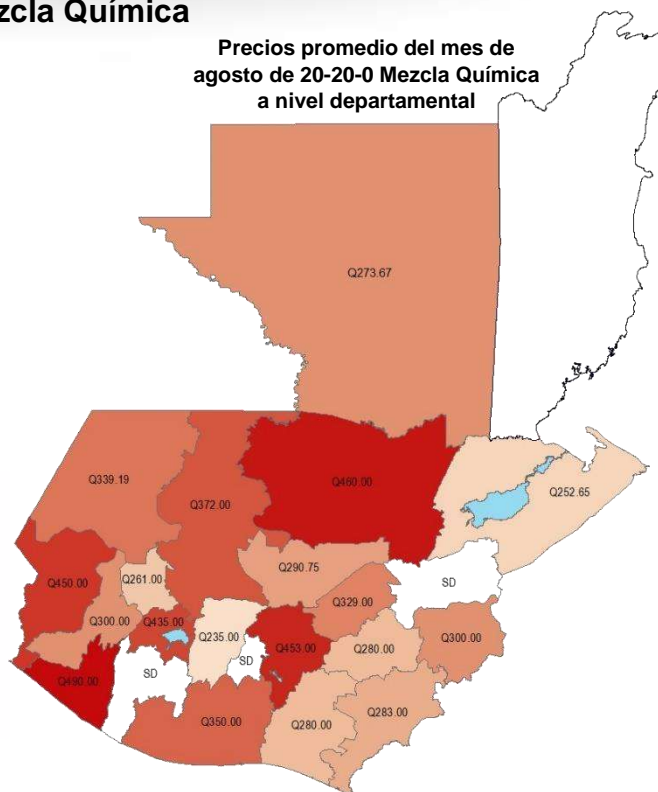 zcla Química
Precios promedio del mes de
agosto de 20-20-0 Mezcla Química
a nivel departamental
Q273.67
Q339.19
Q372.00
Q460.00
Q252.65
Q450.00
Q261.00
Q290.75
SD
Q329.00
Q300.00
Q435.00
Q235.00
Q453.00
Q280.00
Q300.00
SD
SD
Q490.00
Q350.00
Q280.00
Q283.00